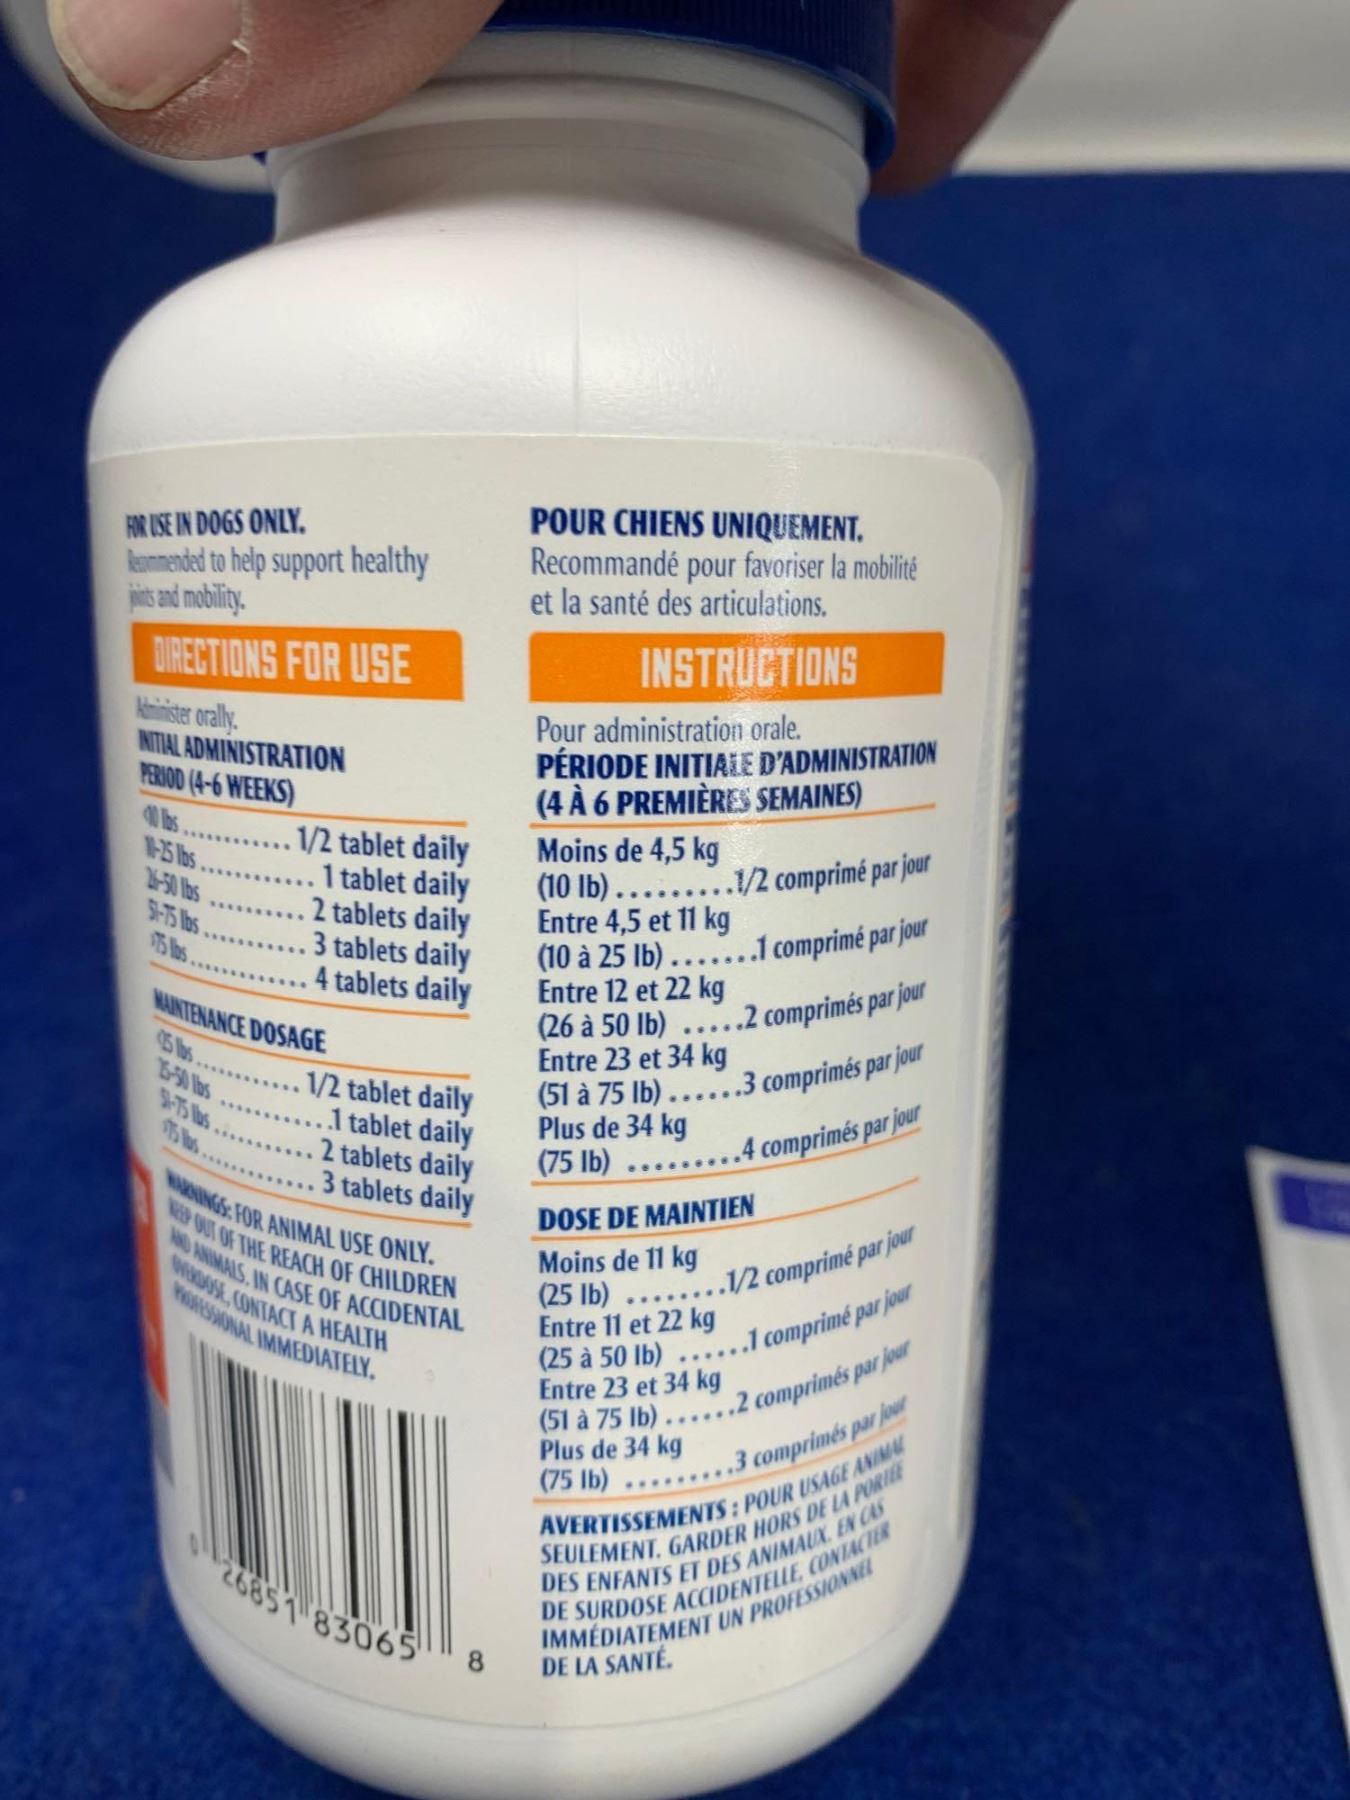 FOR USE IN DOGS ONLY.
Recommended to help support healthy
joints and mobility.
DIRECTIONS FOR USE
Administer orally.
INITIAL ADMINISTRATION
PERIOD (4-6 WEEKS)
<10 lbs ............ 1/2 tablet daily
10-25 lbs ............ 1 tablet daily
26-50 lbs .......... 2 tablets daily
51-75 lbs ........... 3 tablets daily
>75 lbs ............. 4 tablets daily
MAINTENANCE DOSAGE
<25 lbs ............ 1/2 tablet daily
25-50 lbs ............ 1 tablet daily
51-75 lbs ........... 2 tablets daily
>75 lbs ............. 3 tablets daily
WARNINGS: FOR ANIMAL USE ONLY.
KEEP OUT OF THE REACH OF CHILDREN
AND ANIMALS. IN CASE OF ACCIDENTAL
OVERDOSE, CONTACT A HEALTH
PROFESSIONAL IMMEDIATELY.
0 26851 83065 8
POUR CHIENS UNIQUEMENT.
Recommandé pour favoriser la mobilité
et la santé des articulations.
INSTRUCTIONS
Pour administration orale.
PÉRIODE INITIALE D'ADMINISTRATION
(4 À 6 PREMIÈRES SEMAINES)
Moins de 4,5 kg
(10 lb) ..........1/2 comprimé par jour
Entre 4,5 et 11 kg
(10 à 25 lb) .......1 comprimé par jour
Entre 12 et 22 kg
(26 à 50 lb) .....2 comprimés par jour
Entre 23 et 34 kg
(51 à 75 lb) ......3 comprimés par jour
Plus de 34 kg
(75 lb) .........4 comprimés par jour
DOSE DE MAINTIEN
Moins de 11 kg
(25 lb) ........1/2 comprimé par jour
Entre 11 et 22 kg
(25 à 50 lb) ......1 comprimé par jour
Entre 23 et 34 kg
(51 à 75 lb) ......2 comprimés par jour
Plus de 34 kg
(75 lb) .........3 comprimés par jour
AVERTISSEMENTS : POUR USAGE ANIMAL
SEULEMENT. GARDER HORS DE LA PORTÉE
DES ENFANTS ET DES ANIMAUX. EN CAS
DE SURDOSE ACCIDENTELLE, CONTACTER
IMMÉDIATEMENT UN PROFESSIONNEL
DE LA SANTÉ.